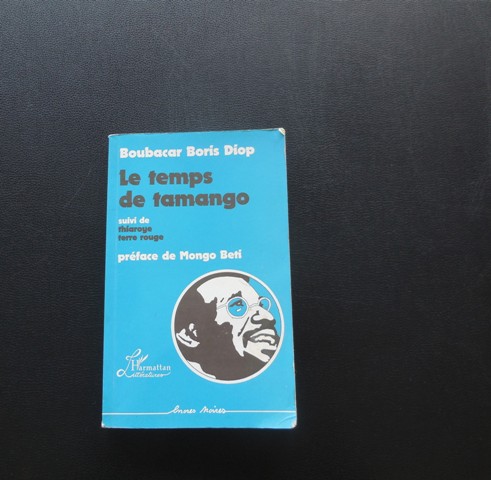 Boubacar Boris Diop
Le temps
de tamango
suivi de
thiaroye
terre rouge
préface de Mongo Beti
L'Harmattan
Littératures
Encres Noires